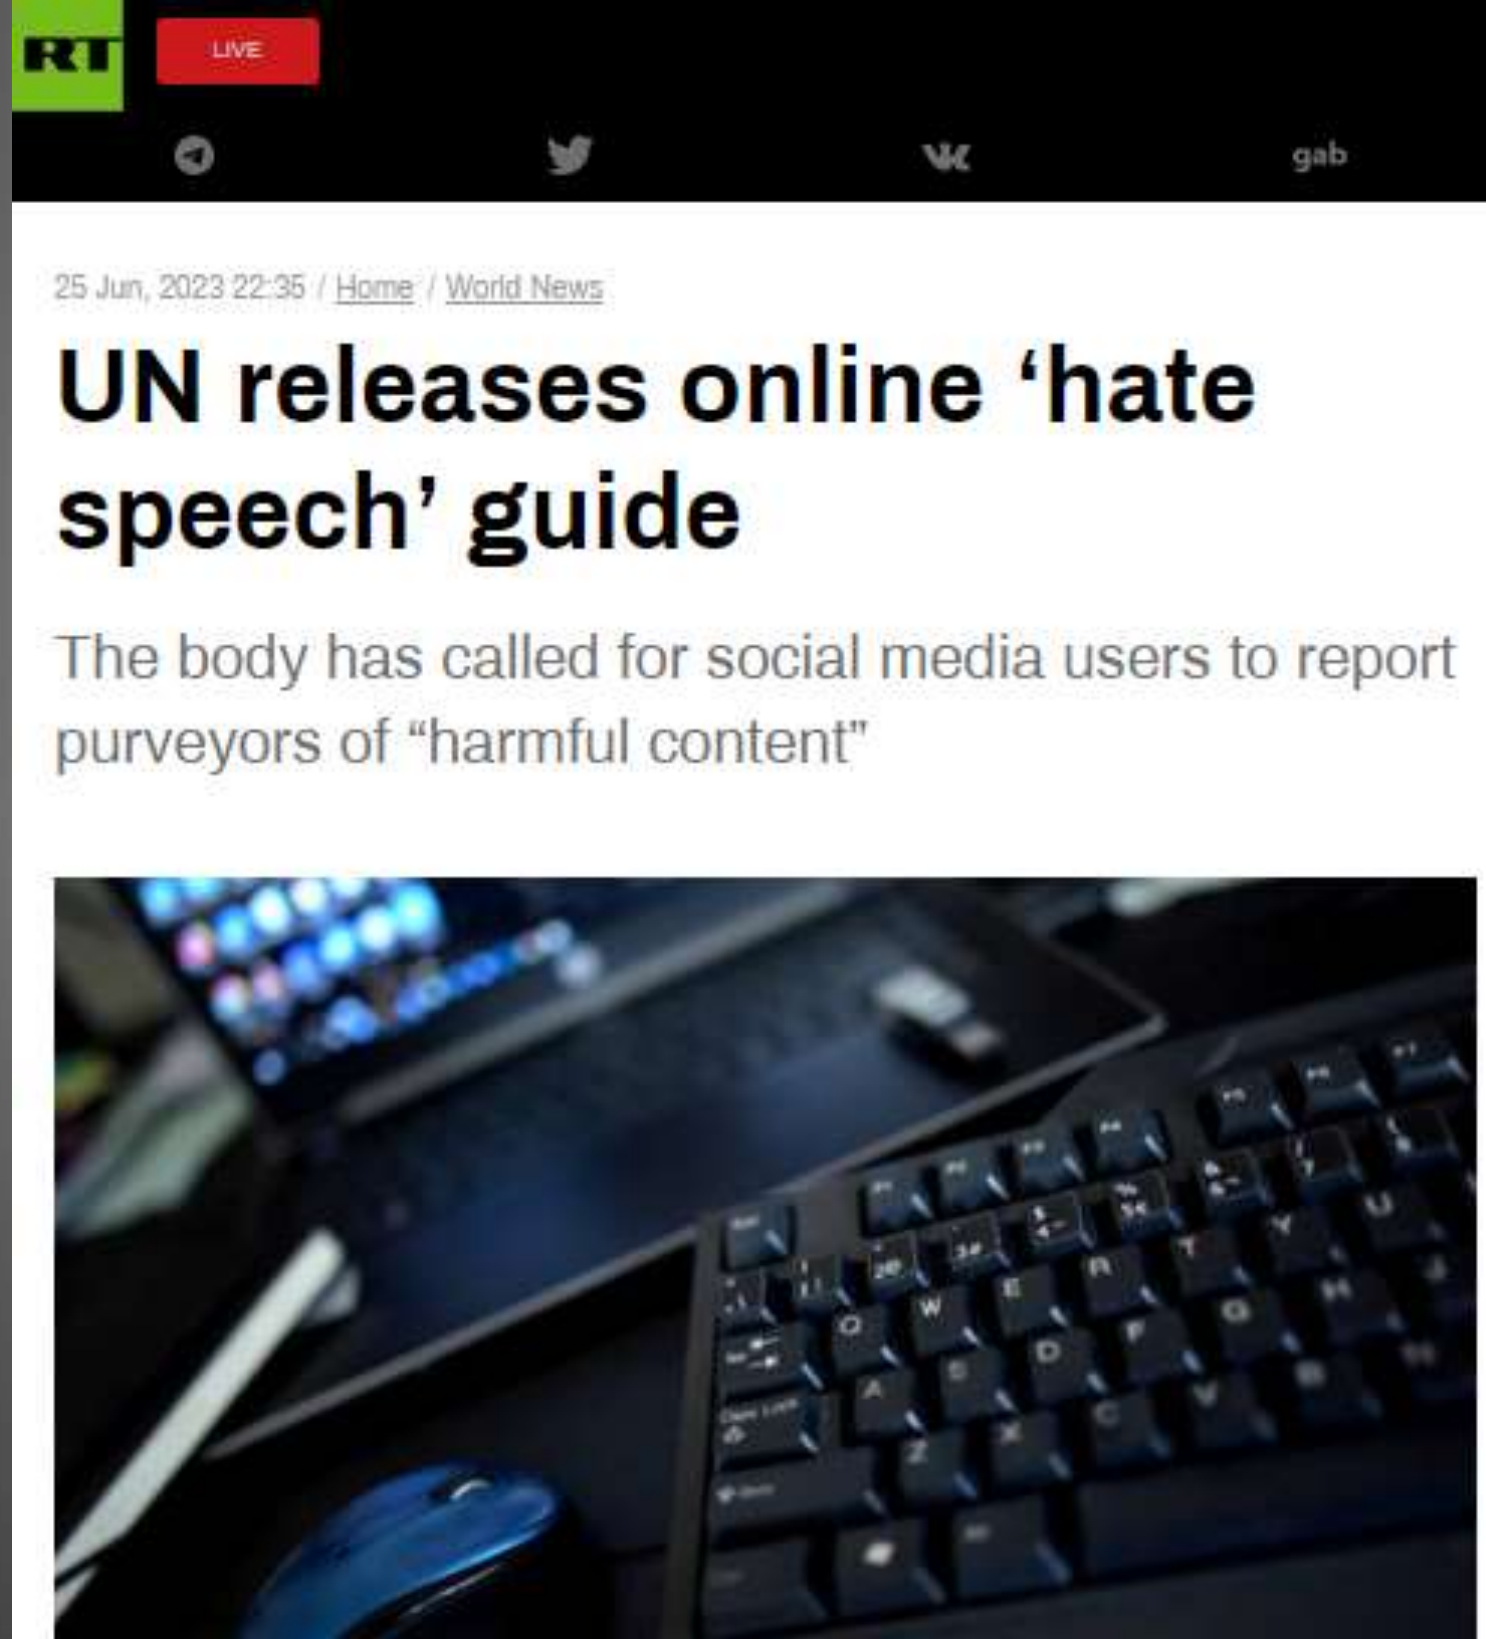 RT
LIVE
gab
25 Jun, 2023 22:35 / Home / World News
UN releases online ‘hate
speech’ guide
The body has called for social media users to report
purveyors of “harmful content”
Q W E R T Y U
A S D F G H J
Z X C V B N